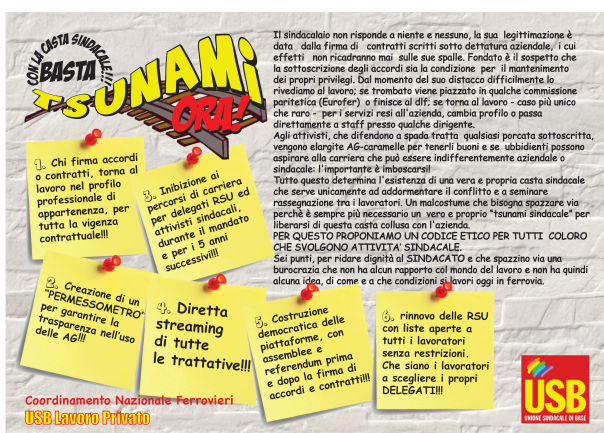 CON LA CASTA SINDACALE!!!
BASTA
TSUNAMI
ORA!
Il sindacalaio non risponde a niente e nessuno, la sua legittimazione è
data dalla firma di contratti scritti sotto dettatura aziendale, i cui
effetti non ricadranno mai sulle sue spalle. Fondato è il sospetto che
la sottoscrizione degli accordi sia la condizione per il mantenimento
dei propri privilegi. Dal momento del suo distacco difficilmente lo
rivediamo al lavoro; se trombato viene piazzato in qualche commissione
paritetica (Eurofer) o finisce al dlf; se torna al lavoro - caso più unico
che raro - per i servizi resi all'azienda, cambia profilo o passa
direttamente a staff presso qualche dirigente.
Agli attivisti, che difendono a spada tratta qualsiasi porcata sottoscritta,
vengono elargite AG-caramelle per tenerli buoni e se ubbidienti possono
aspirare alla carriera che può essere indifferentemente aziendale o
sindacale: l'importante è imboscarsi!
Tutto questo determina l'esistenza di una vera e propria casta sindacale
che serve unicamente ad addormentare il conflitto e a seminare
rassegnazione tra i lavoratori. Un malcostume che bisogna spazzare via
perchè è sempre più necessario un vero e proprio "tsunami sindacale" per
liberarsi di questa casta collusa con l'azienda.
PER QUESTO PROPONIAMO UN CODICE ETICO PER TUTTI COLORO
CHE SVOLGONO ATTIVITA' SINDACALE.
Sei punti, per ridare dignità al SINDACATO e che spazzino via una
burocrazia che non ha alcun rapporto col mondo del lavoro e non ha quindi
alcuna idea, di come e a che condizioni si lavori oggi in ferrovia.
1. Chi firma accordi
o contratti, torna al
lavoro nel profilo
professionale di
appartenenza, per
tutta la vigenza
contrattuale!!!
2. Creazione di un
"PERMESSOMETRO"
per garantire la
trasparenza nell'uso
delle AG!!!
3. Inibizione ai
percorsi di carriera
per delegati RSU ed
attivisti sindacali,
durante il mandato
e per i 5 anni
successivi!!!
4. Diretta
streaming
di tutte
le trattative!!!
5. Costruzione
democratica delle
piattaforme, con
assemblee e
referendum prima
e dopo la firma di
accordi e contratti!!!
6. rinnovo delle RSU
con liste aperte a
tutti i lavoratori
senza restrizioni.
Che siano i lavoratori
a scegliere i propri
DELEGATI!!!
Coordinamento Nazionale Ferrovieri
USB Lavoro Privato
USB
UNIONE SINDACALE DI BASE